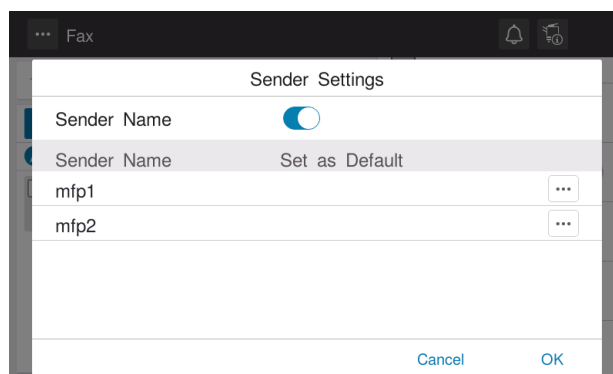 Fax
Sender Settings
Sender Name
Sender Name Set as Default
mfp1
mfp2
Cancel OK